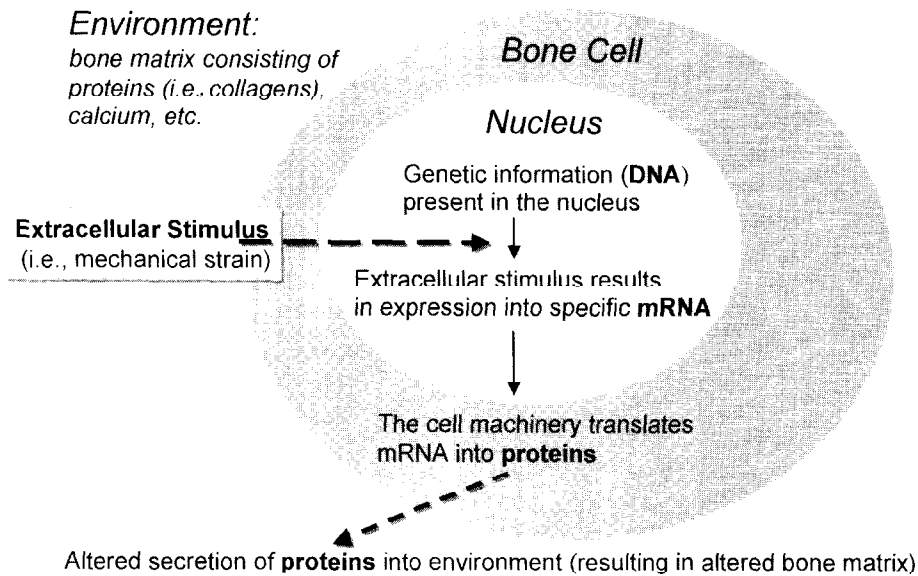 Environment:
bone matrix consisting of
proteins (i.e., collagens),
calcium, etc.
Bone Cell
Nucleus
Genetic information (DNA)
present in the nucleus
Extracellular Stimulus
(i.e., mechanical strain)
Extracellular stimulus results
in expression into specific mRNA
The cell machinery translates
mRNA into proteins
Altered secretion of proteins into environment (resulting in altered bone matrix)